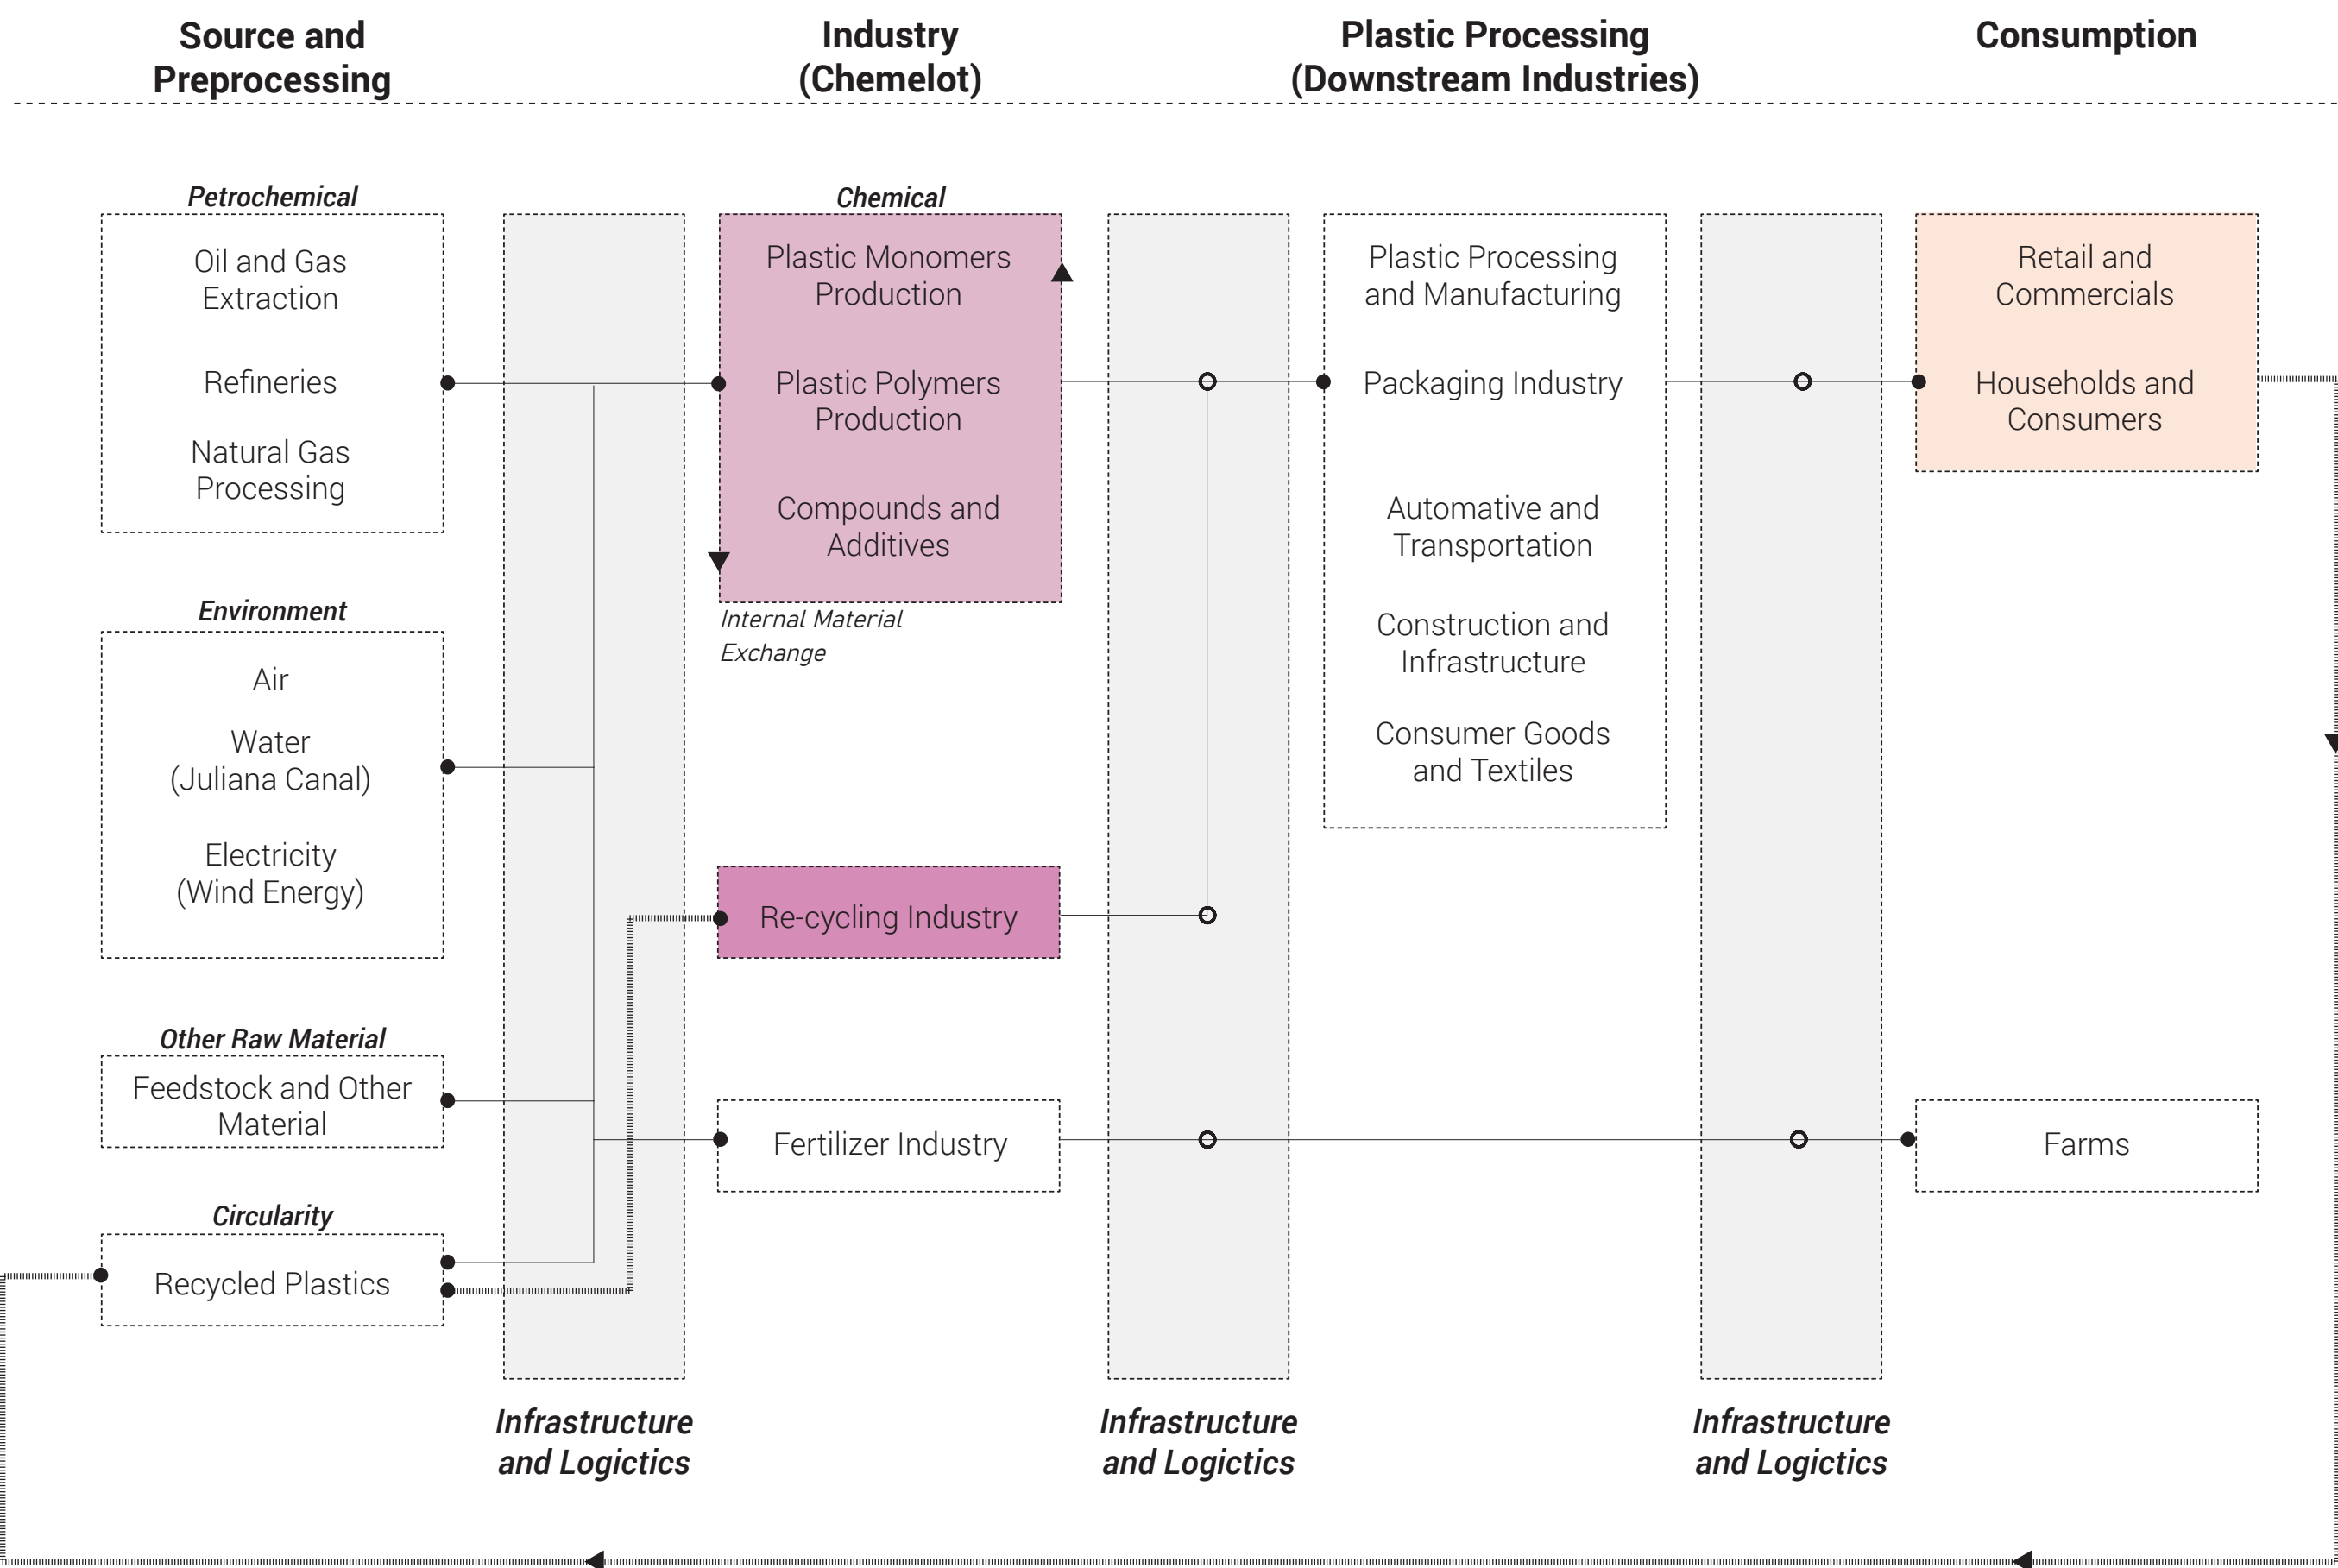 Source and
Preprocessing
Industry
(Chemelot)
Plastic Processing
(Downstream Industries)
Consumption
Petrochemical
Oil and Gas
Extraction
Refineries
Natural Gas
Processing
Environment
Air
Water
(Juliana Canal)
Electricity
(Wind Energy)
Other Raw Material
Feedstock and Other
Material
Circularity
Recycled Plastics
Infrastructure
and Logictics
Chemical
Plastic Monomers
Production
Plastic Polymers
Production
Compounds and
Additives
Internal Material
Exchange
Re-cycling Industry
Fertilizer Industry
Infrastructure
and Logictics
Plastic Processing
and Manufacturing
Packaging Industry
Automative and
Transportation
Construction and
Infrastructure
Consumer Goods
and Textiles
Infrastructure
and Logictics
Retail and
Commercials
Households and
Consumers
Farms